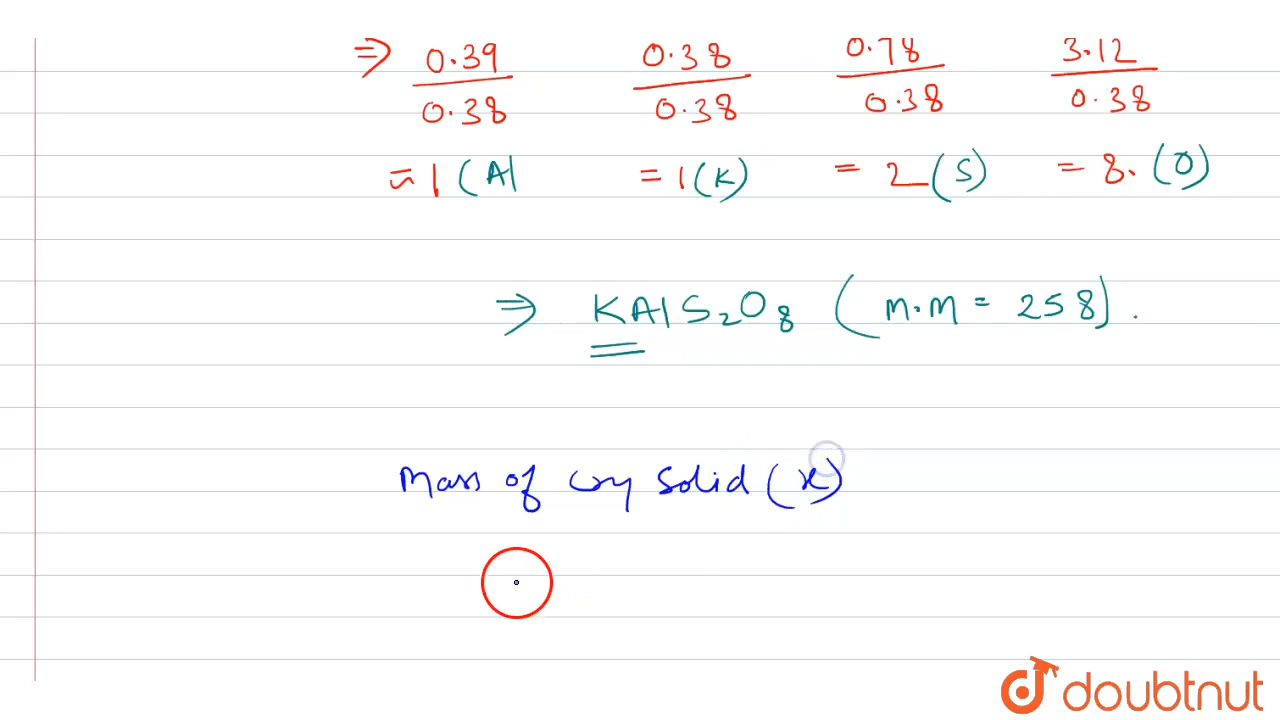 ⇒ 0.39/0.38 0.38/0.38 0.78/0.38 3.12/0.38
≈ 1 (Al = 1 (K) = 2 (S) = 8. (O)
⇒ KAlS₂O₈ (m.m = 258).
Mass of cry solid (x)
doubtnut